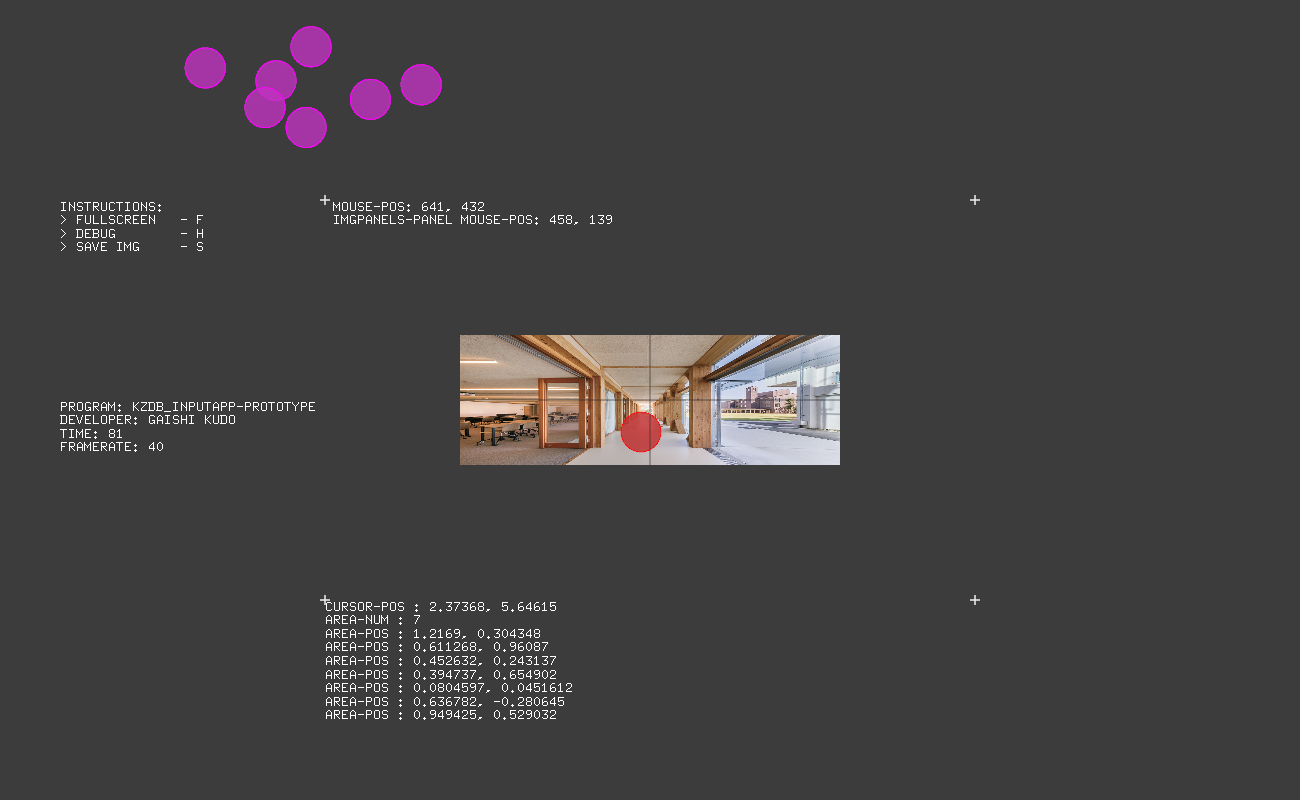 INSTRUCTIONS:
> FULLSCREEN   - F
> DEBUG        - H
> SAVE IMG     - S
MOUSE-POS: 641, 432
IMGPANELS-PANEL MOUSE-POS: 458, 139
PROGRAM: KZDB_INPUTAPP-PROTOTYPE
DEVELOPER: GAISHI KUDO
TIME: 81
FRAMERATE: 40
CURSOR-POS : 2.37368, 5.64615
AREA-NUM : 7
AREA-POS : 1.2169, 0.304348
AREA-POS : 0.611268, 0.96087
AREA-POS : 0.452632, 0.243137
AREA-POS : 0.394737, 0.654902
AREA-POS : 0.0804597, 0.0451612
AREA-POS : 0.636782, -0.280645
AREA-POS : 0.949425, 0.529032